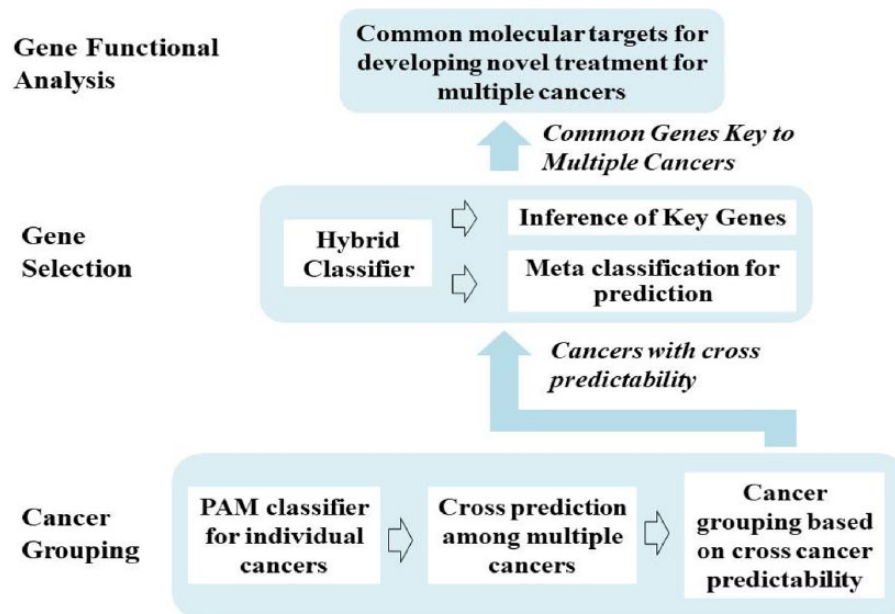 Gene Functional
Analysis
Common molecular targets for
developing novel treatment for
multiple cancers
Common Genes Key to
Multiple Cancers
Gene
Selection
Hybrid
Classifier
Inference of Key Genes
Meta classification for
prediction
Cancers with cross
predictability
Cancer
Grouping
PAM classifier
for individual
cancers
Cross prediction
among multiple
cancers
Cancer
grouping based
on cross cancer
predictability